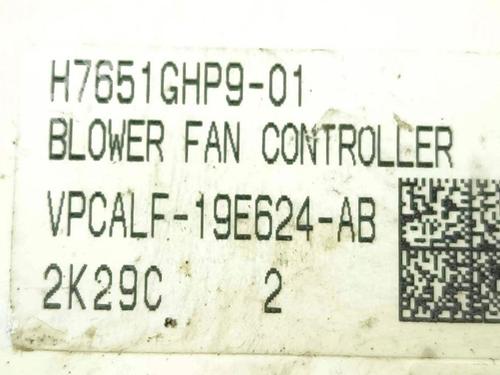 H7651GHP9-01
BLOWER FAN CONTROLLER
VPCALF-19E624-AB
2K29C 2